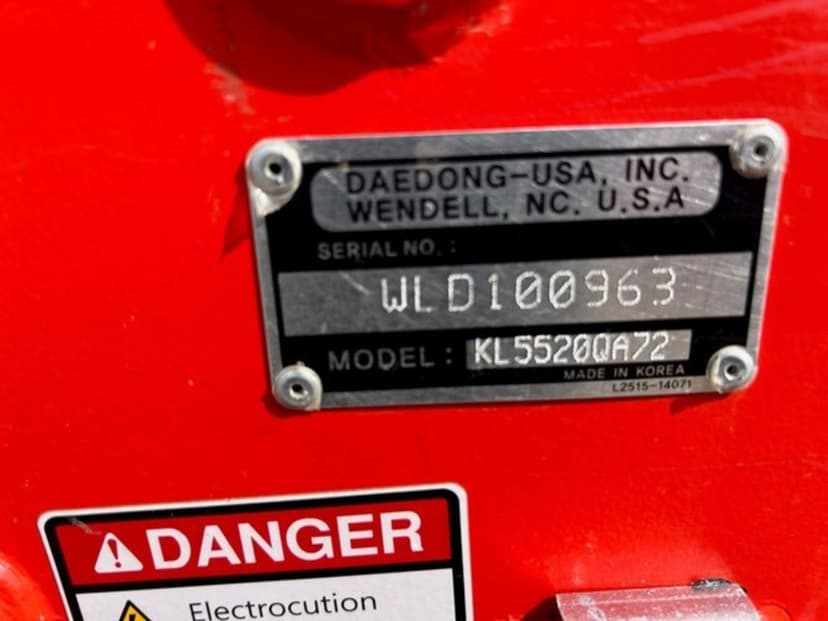 DAEDONG-USA, INC.
WENDELL, NC. U.S.A
SERIAL NO. :
WLD100963
MODEL : KL5520QA72
MADE IN KOREA
L2515-14071
DANGER
Electrocution